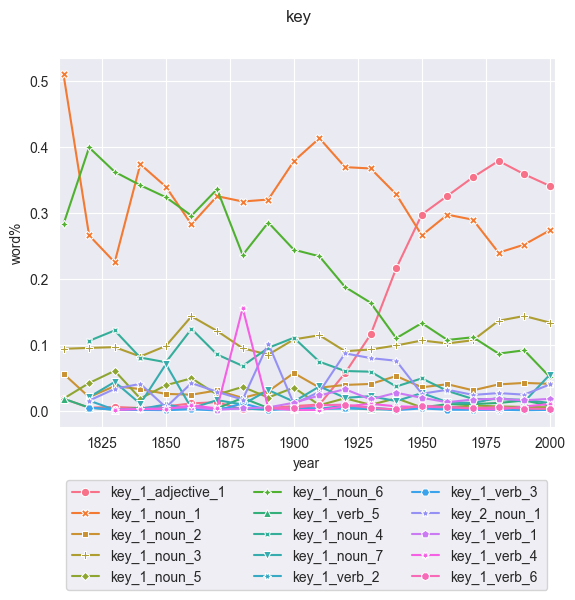 key
0.5
0.4
0.3
0.2
0.1
0.0
word%
1825 1850 1875 1900 1925 1950 1975 2000
year
key_1_adjective_1 key_1_noun_6 key_1_verb_3
key_1_noun_1 key_1_verb_5 key_2_noun_1
key_1_noun_2 key_1_noun_4 key_1_verb_1
key_1_noun_3 key_1_noun_7 key_1_verb_4
key_1_noun_5 key_1_verb_2 key_1_verb_6